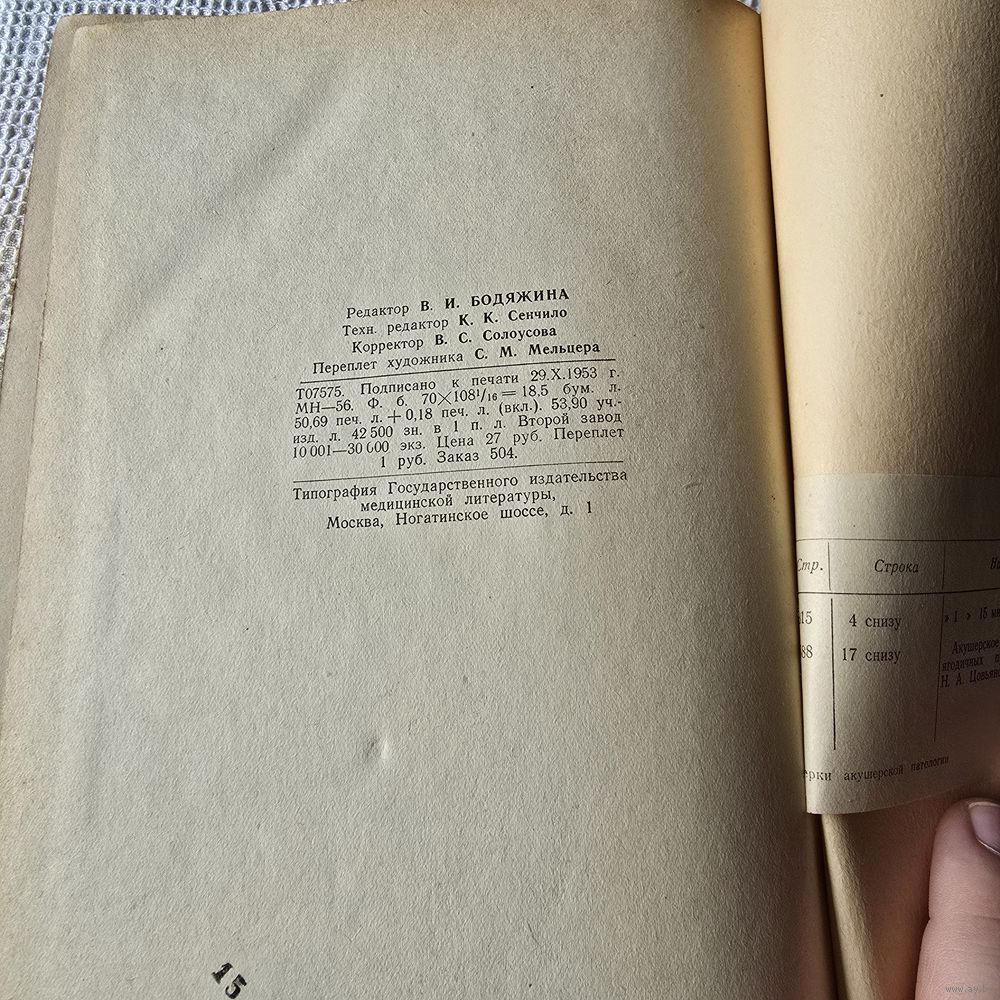 Редактор В. И. БОДЯЖИНА
Техн. редактор К. К. Сенчило
Корректор В. С. Солоусова
Переплет художника С. М. Мельцера
Т07575. Подписано к печати 29.X.1953 г.
МН—56. Ф. б. 70×108¹/₁₆ = 18,5 бум. л.
50,69 печ. л. + 0,18 печ. л. (вкл.). 53,90 уч.-
изд. л. 42 500 зн. в 1 п. л. Второй завод
10 001—30 000 экз. Цена 27 руб. Переплет
1 руб. Заказ 504.
Типография Государственного издательства
медицинской литературы,
Москва, Ногатинское шоссе, д. 1
15
Стр. Строка
15 4 снизу » 1 » 15
88 17 снизу Акушерское
ягодичных
Н. А.
акушерской патологии